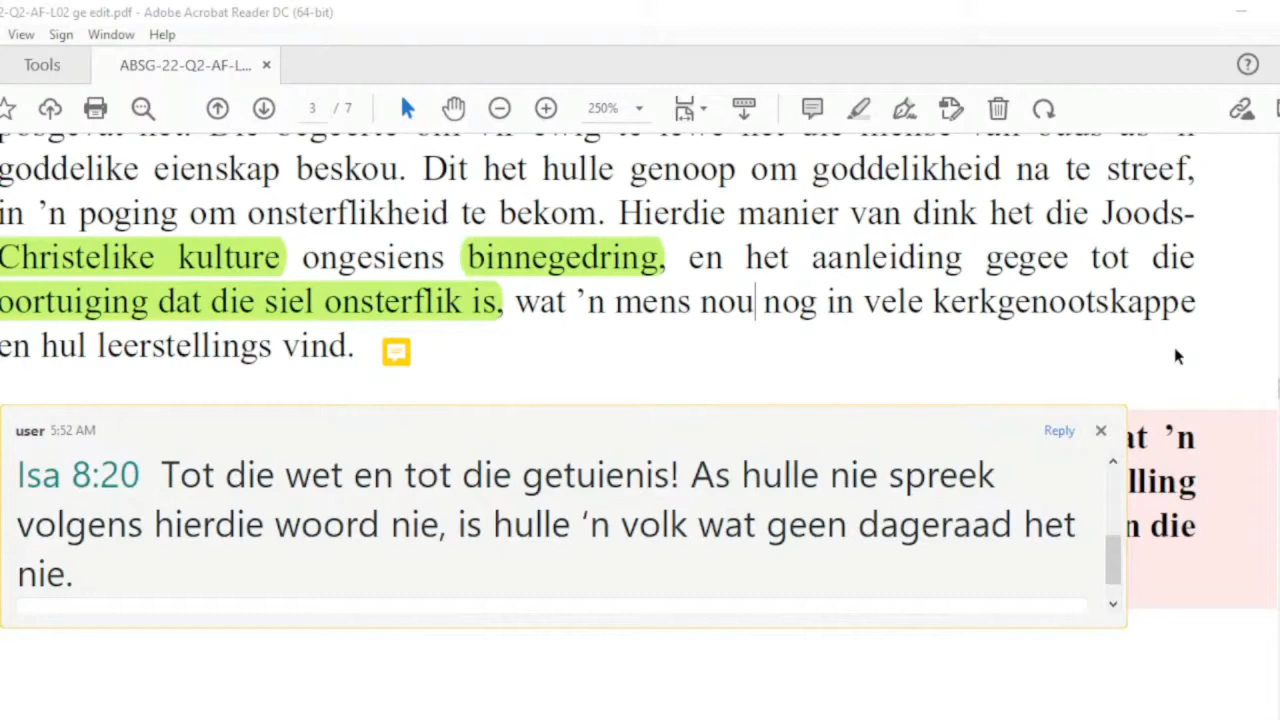 2-Q2-AF-L02 ge edit.pdf - Adobe Acrobat Reader DC (64-bit)
View Sign Window Help
Tools ABSG-22-Q2-AF-L... ×
3 / 7 250%
goddelike eienskap beskou. Dit het hulle genoop om goddelikheid na te streef,
in ’n poging om onsterflikheid te bekom. Hierdie manier van dink het die Joods-
Christelike kulture ongesiens binnegedring, en het aanleiding gegee tot die
oortuiging dat die siel onsterflik is, wat ’n mens nou nog in vele kerkgenootskappe
en hul leerstellings vind.
user 5:52 AM Reply ×
Isa 8:20 Tot die wet en tot die getuienis! As hulle nie spreek
volgens hierdie woord nie, is hulle ‘n volk wat geen dageraad het
nie.
at ’n
lling
n die